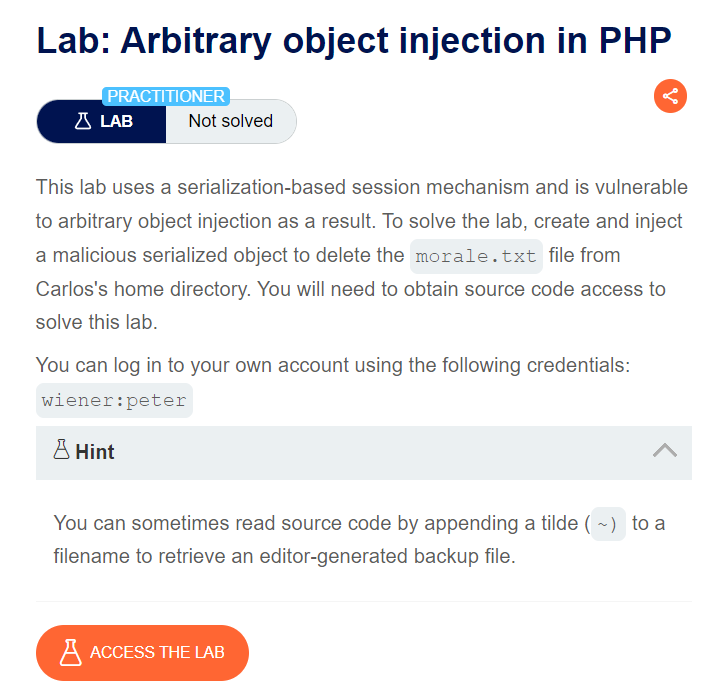 Lab: Arbitrary object injection in PHP
PRACTITIONER
LAB
Not solved
This lab uses a serialization-based session mechanism and is vulnerable
to arbitrary object injection as a result. To solve the lab, create and inject
a malicious serialized object to delete the morale.txt file from
Carlos's home directory. You will need to obtain source code access to
solve this lab.
You can log in to your own account using the following credentials:
wiener:peter
Hint
You can sometimes read source code by appending a tilde (~) to a
filename to retrieve an editor-generated backup file.
ACCESS THE LAB